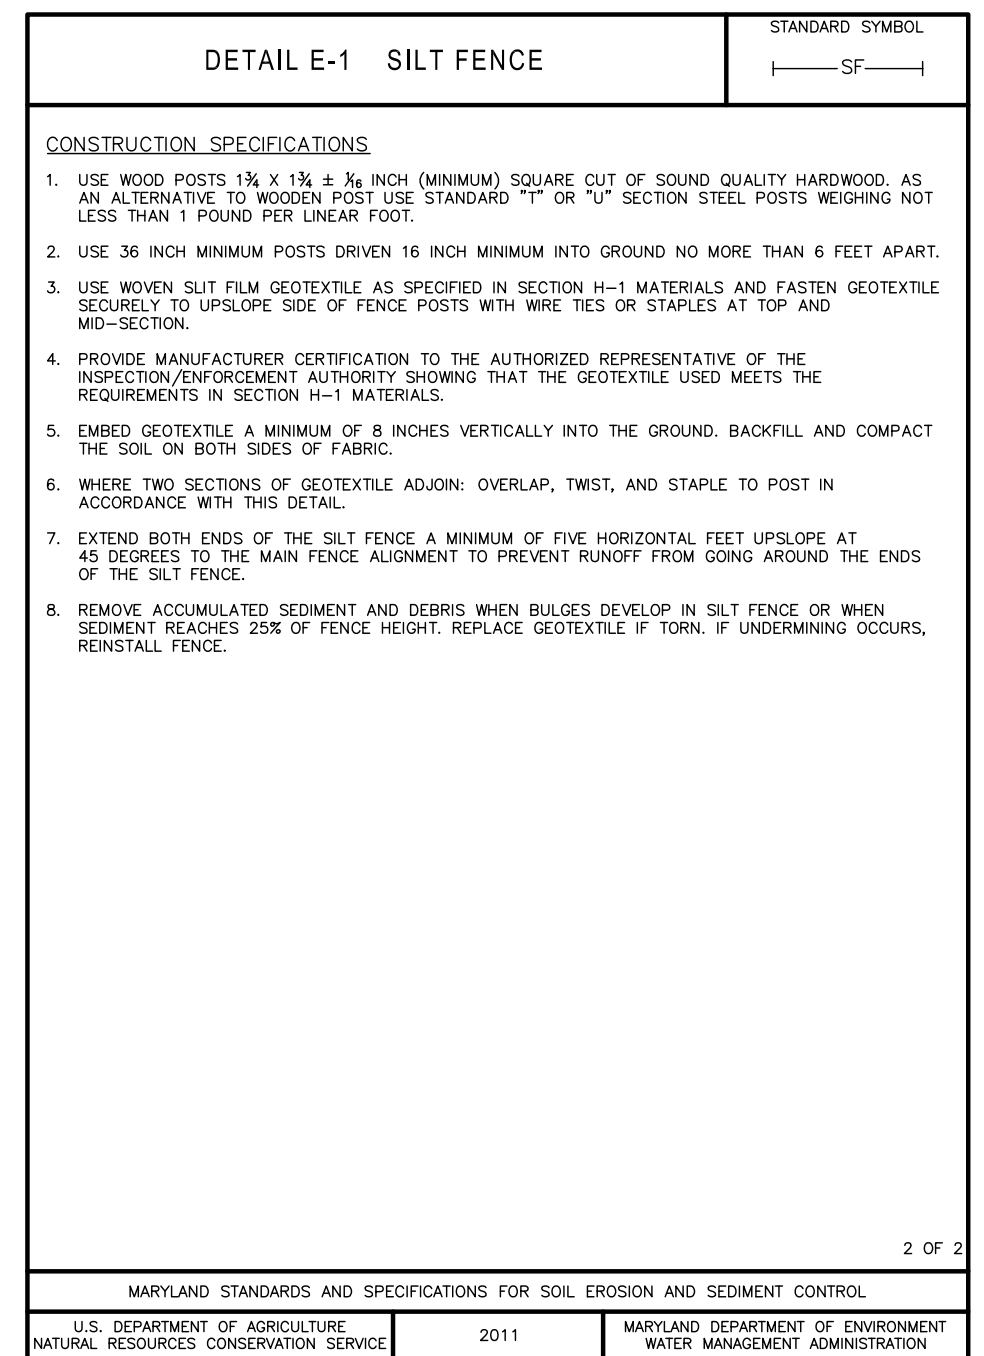 STANDARD SYMBOL
DETAIL E-1 SILT FENCE
SF
CONSTRUCTION SPECIFICATIONS
1. USE WOOD POSTS 1¾ X 1¾ ± 1⁄16 INCH (MINIMUM) SQUARE CUT OF SOUND QUALITY HARDWOOD. AS
AN ALTERNATIVE TO WOODEN POST USE STANDARD "T" OR "U" SECTION STEEL POSTS WEIGHING NOT
LESS THAN 1 POUND PER LINEAR FOOT.
2. USE 36 INCH MINIMUM POSTS DRIVEN 16 INCH MINIMUM INTO GROUND NO MORE THAN 6 FEET APART.
3. USE WOVEN SLIT FILM GEOTEXTILE AS SPECIFIED IN SECTION H-1 MATERIALS AND FASTEN GEOTEXTILE
SECURELY TO UPSLOPE SIDE OF FENCE POSTS WITH WIRE TIES OR STAPLES AT TOP AND
MID-SECTION.
4. PROVIDE MANUFACTURER CERTIFICATION TO THE AUTHORIZED REPRESENTATIVE OF THE
INSPECTION/ENFORCEMENT AUTHORITY SHOWING THAT THE GEOTEXTILE USED MEETS THE
REQUIREMENTS IN SECTION H-1 MATERIALS.
5. EMBED GEOTEXTILE A MINIMUM OF 8 INCHES VERTICALLY INTO THE GROUND. BACKFILL AND COMPACT
THE SOIL ON BOTH SIDES OF FABRIC.
6. WHERE TWO SECTIONS OF GEOTEXTILE ADJOIN: OVERLAP, TWIST, AND STAPLE TO POST IN
ACCORDANCE WITH THIS DETAIL.
7. EXTEND BOTH ENDS OF THE SILT FENCE A MINIMUM OF FIVE HORIZONTAL FEET UPSLOPE AT
45 DEGREES TO THE MAIN FENCE ALIGNMENT TO PREVENT RUNOFF FROM GOING AROUND THE ENDS
OF THE SILT FENCE.
8. REMOVE ACCUMULATED SEDIMENT AND DEBRIS WHEN BULGES DEVELOP IN SILT FENCE OR WHEN
SEDIMENT REACHES 25% OF FENCE HEIGHT. REPLACE GEOTEXTILE IF TORN. IF UNDERMINING OCCURS,
REINSTALL FENCE.
2 OF 2
MARYLAND STANDARDS AND SPECIFICATIONS FOR SOIL EROSION AND SEDIMENT CONTROL
U.S. DEPARTMENT OF AGRICULTURE
NATURAL RESOURCES CONSERVATION SERVICE
2011
MARYLAND DEPARTMENT OF ENVIRONMENT
WATER MANAGEMENT ADMINISTRATION